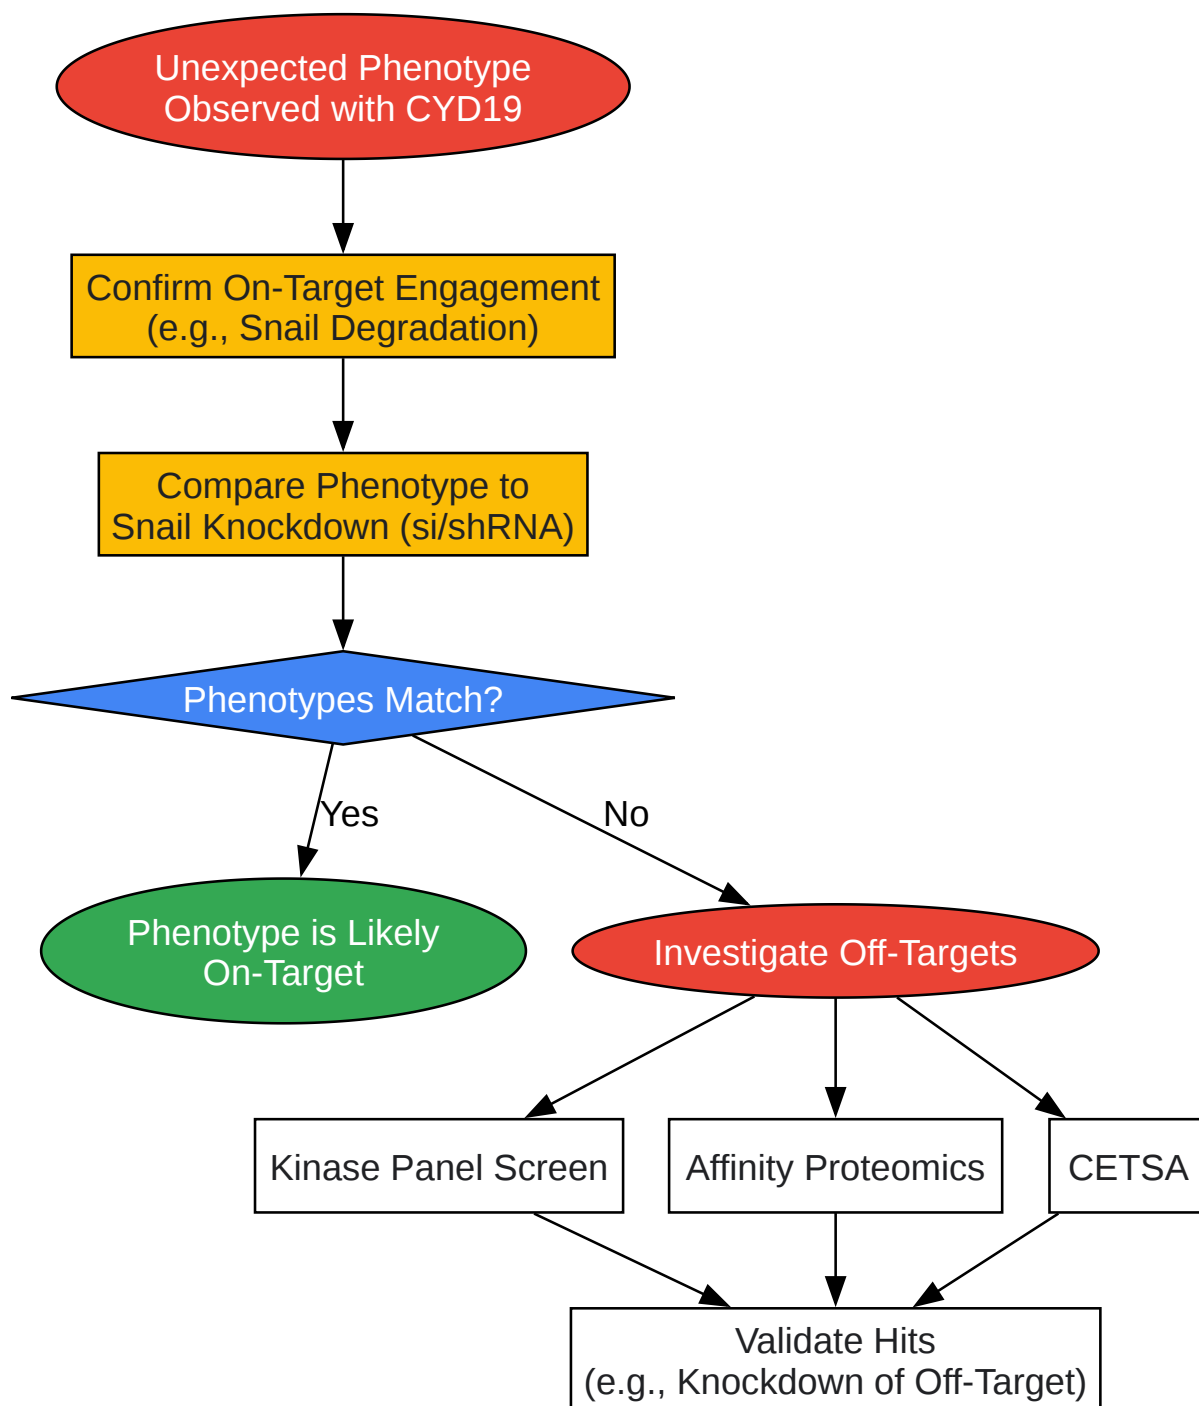 Unexpected Phenotype
Observed with CYD19
Confirm On-Target Engagement
(e.g., Snail Degradation)
Compare Phenotype to
Snail Knockdown (si/shRNA)
Phenotypes Match?
Yes
No
Phenotype is Likely
On-Target
Investigate Off-Targets
Kinase Panel Screen
Affinity Proteomics
CETSA
Validate Hits
(e.g., Knockdown of Off-Target)